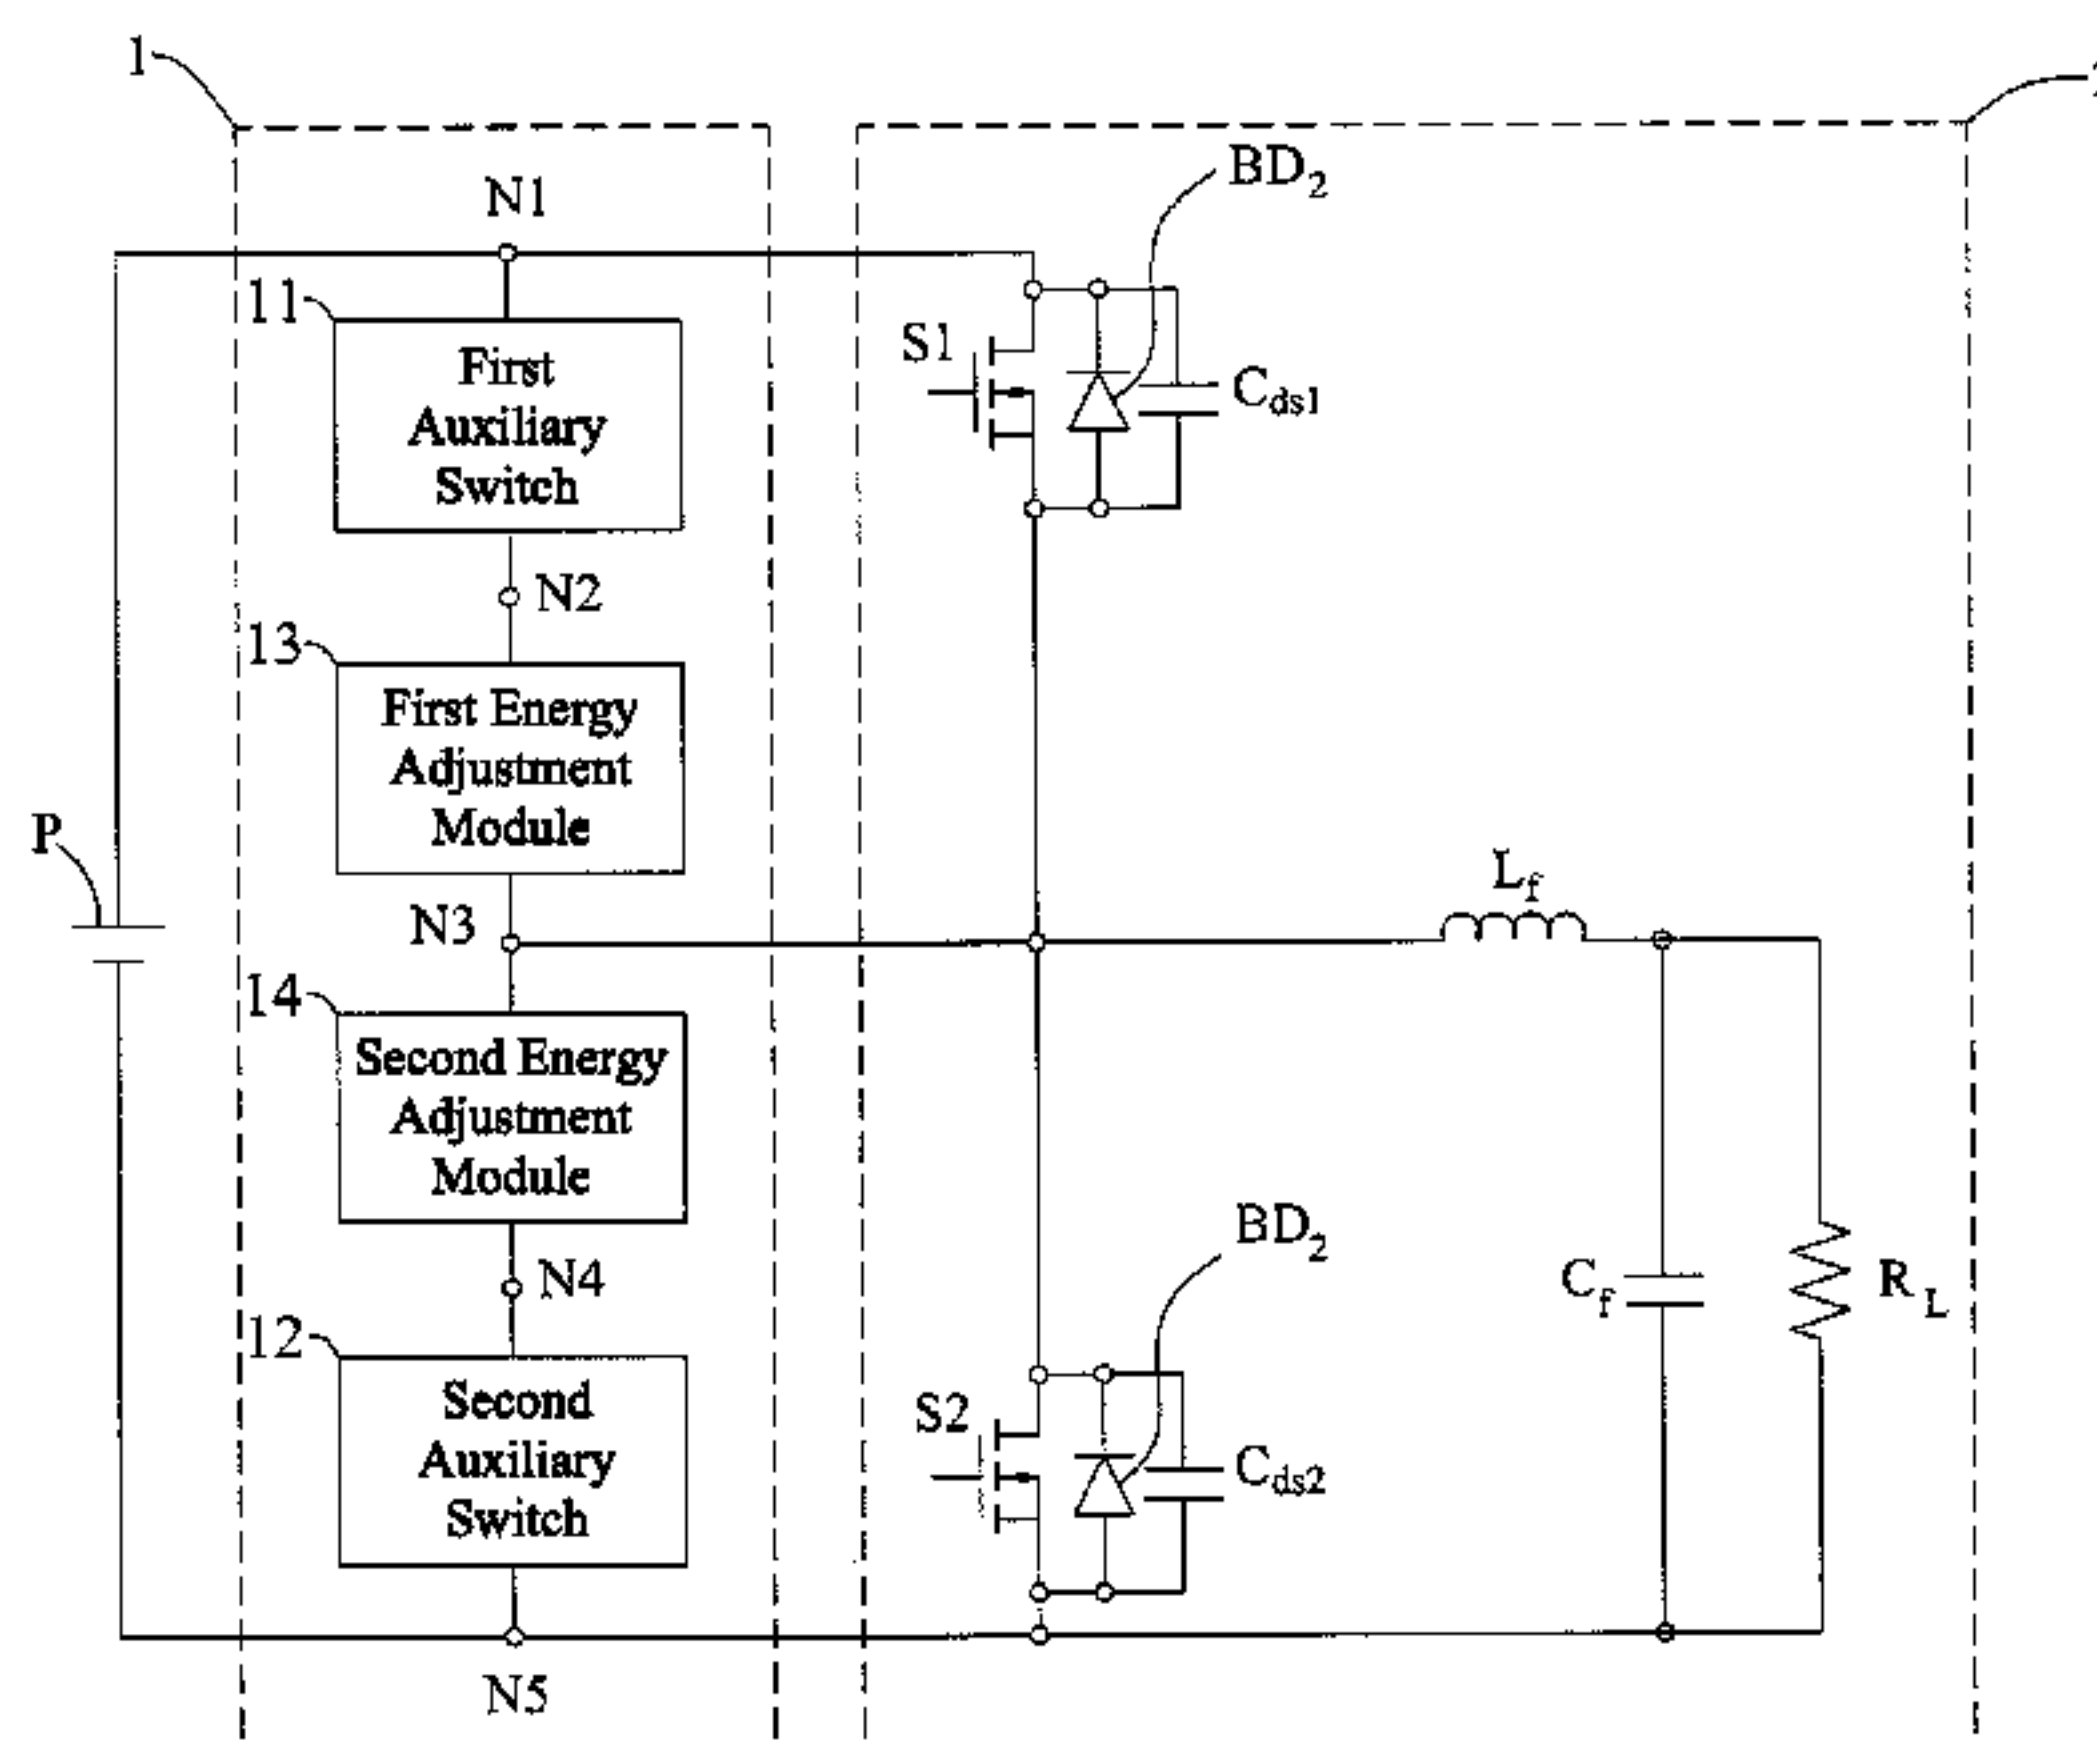 1
N1
BD2
11
First
Auxiliary
Switch
S1
Cds1
N2
13
First Energy
Adjustment
Module
P
N3
Lf
14
Second Energy
Adjustment
Module
BD2
N4
Cf
RL
12
Second
Auxiliary
Switch
S2
Cds2
N5